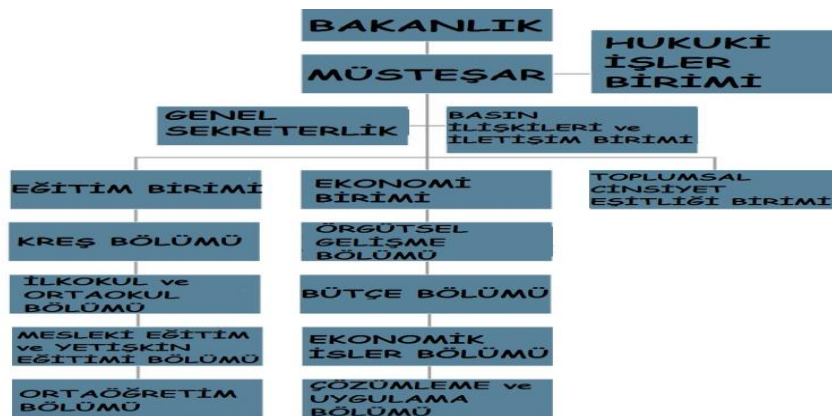 BAKANLIK
MÜSTEŞAR
HUKUKİ
İŞLER
BİRİMİ
GENEL
SEKRETERLİK
BASIN
İLİŞKİLERİ ve
İLETİŞİM BİRİMİ
EĞİTİM BİRİMİ
EKONOMİ
BİRİMİ
TOPLUMSAL
CİNSİYET
EŞİTLİĞİ BİRİMİ
KREŞ BÖLÜMÜ
ÖRGÜTSEL
GELİŞME
BÖLÜMÜ
İLKOKUL ve
ORTAOKUL
BÖLÜMÜ
BÜTÇE BÖLÜMÜ
MESLEKİ EĞİTİM
ve YETİŞKİN
EĞİTİMİ BÖLÜMÜ
EKONOMİK
İŞLER BÖLÜMÜ
ORTAÖĞRETİM
BÖLÜMÜ
ÇÖZÜMLEME ve
UYGULAMA
BÖLÜMÜ